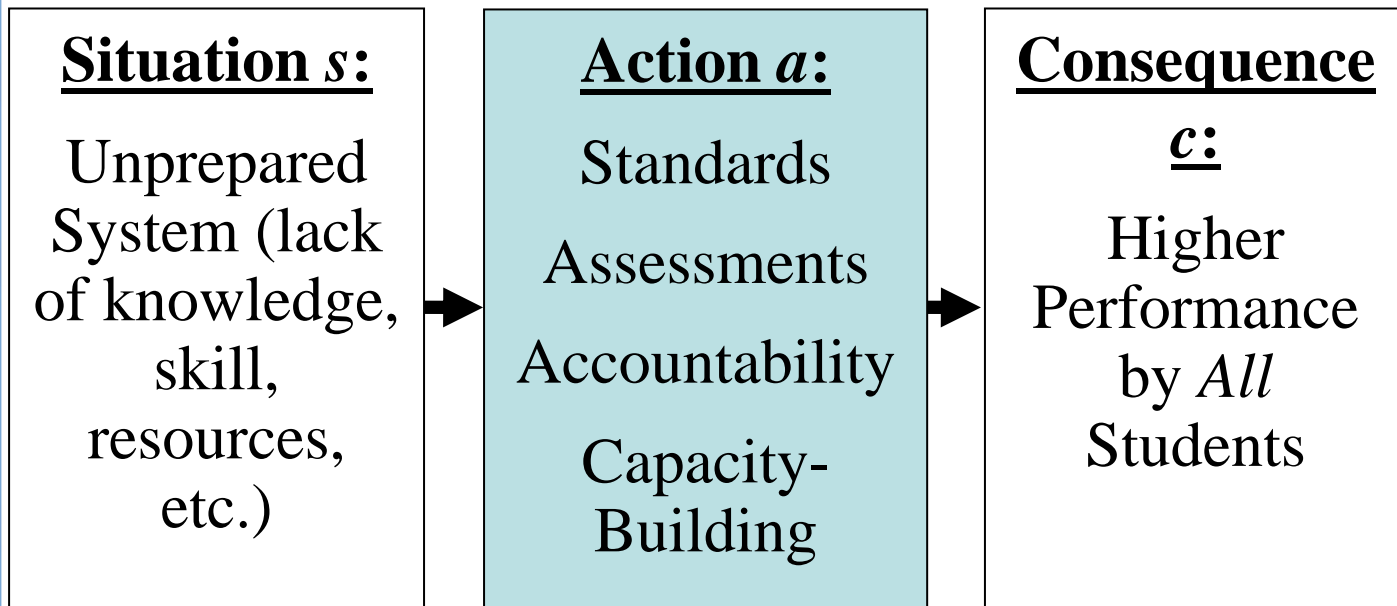 Situation s:
Unprepared
System (lack
of knowledge,
skill,
resources,
etc.)
Action a:
Standards
Assessments
Accountability
Capacity-
Building
Consequence
c:
Higher
Performance
by All
Students